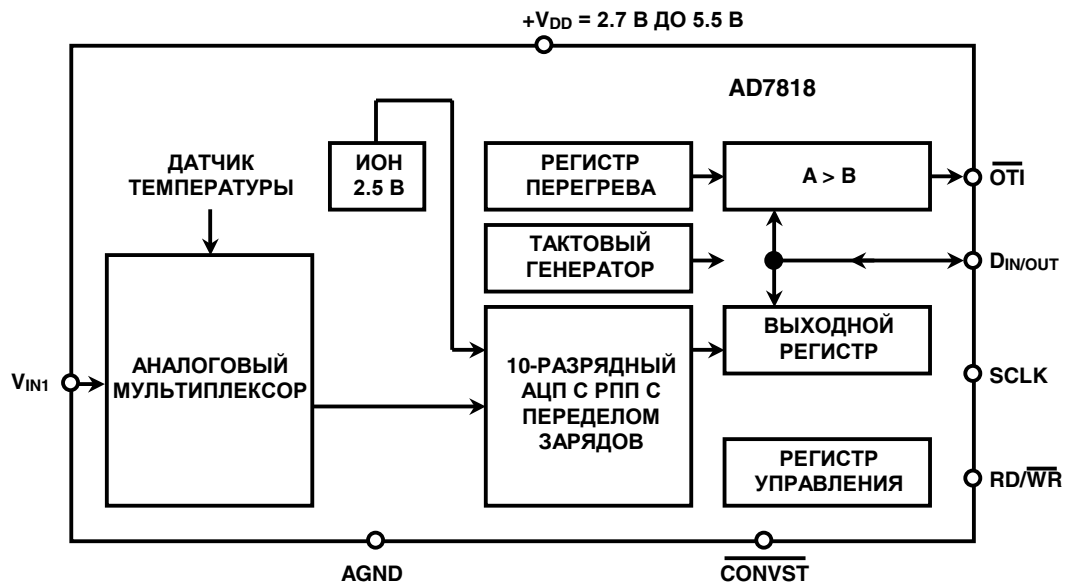 +VDD = 2.7 В ДО 5.5 В
AD7818
ДАТЧИК
ТЕМПЕРАТУРЫ
ИОН
2.5 В
РЕГИСТР
ПЕРЕГРЕВА
A > B
OTI
ТАКТОВЫЙ
ГЕНЕРАТОР
DIN/OUT
АНАЛОГОВЫЙ
МУЛЬТИПЛЕКСОР
VIN1
10-РАЗРЯДНЫЙ
АЦП С РПП С
ПЕРЕДЕЛОМ
ЗАРЯДОВ
ВЫХОДНОЙ
РЕГИСТР
SCLK
РЕГИСТР
УПРАВЛЕНИЯ
RD/WR
AGND
CONVST